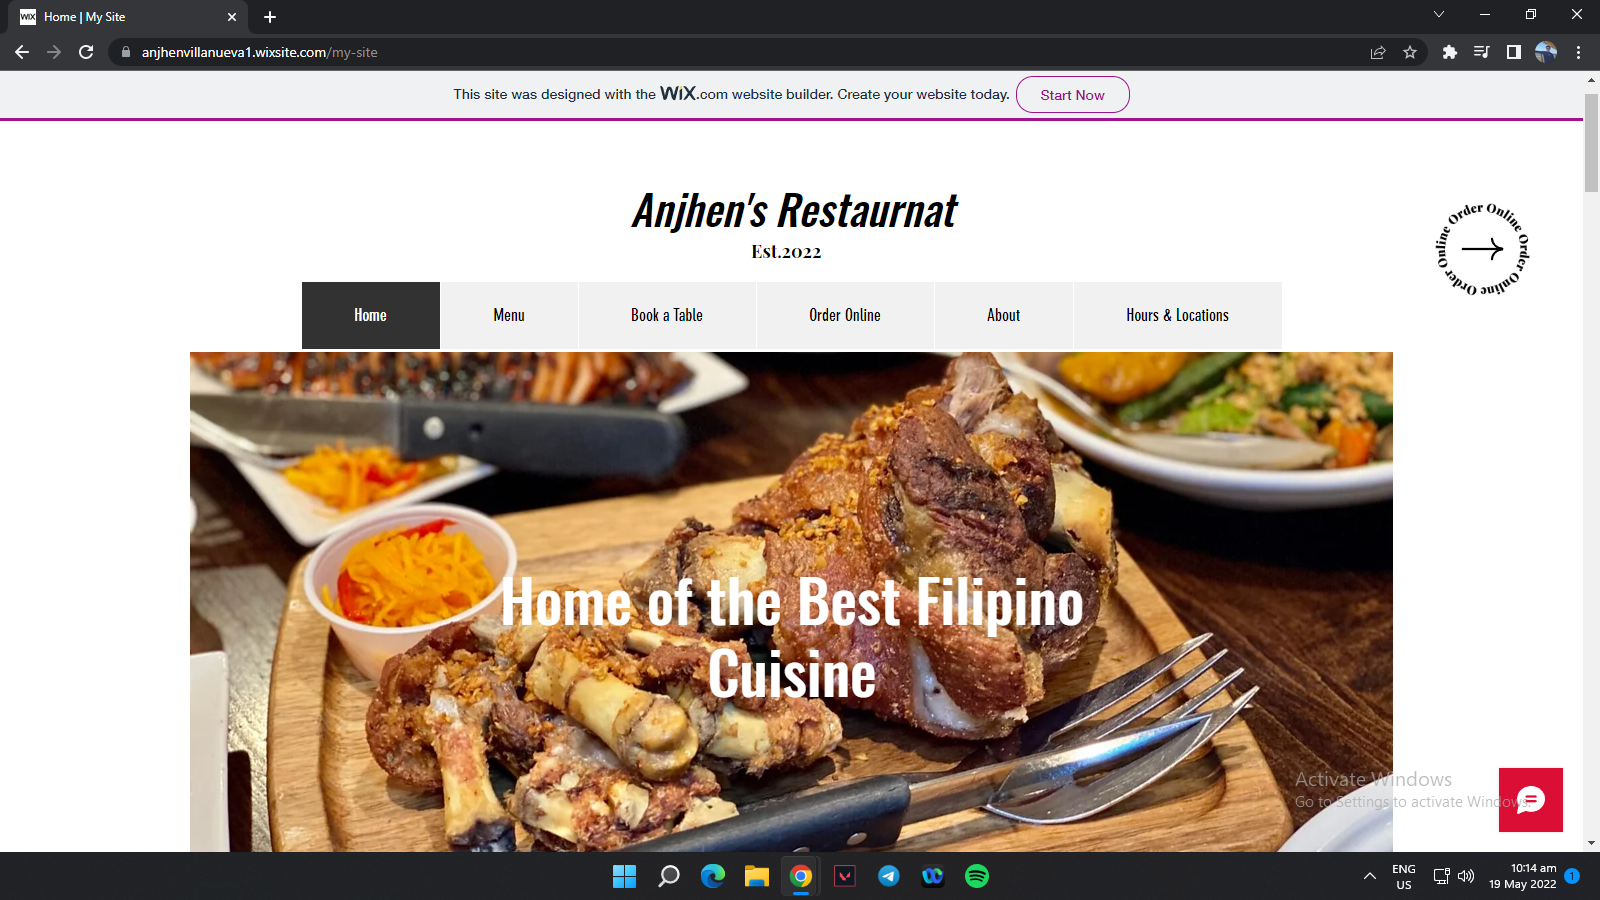 WIX Home | My Site
anjhenvillanueva1.wixsite.com/my-site
This site was designed with the WIX.com website builder. Create your website today. Start Now
Anjhen's Restaurnat
Est.2022
Order Online Order Online Order Online
Home Menu Book a Table Order Online About Hours & Locations
Home of the Best Filipino
Cuisine
Activate Windows
Go to Settings to activate Windows.
ENG
US
10:14 am
19 May 2022
1